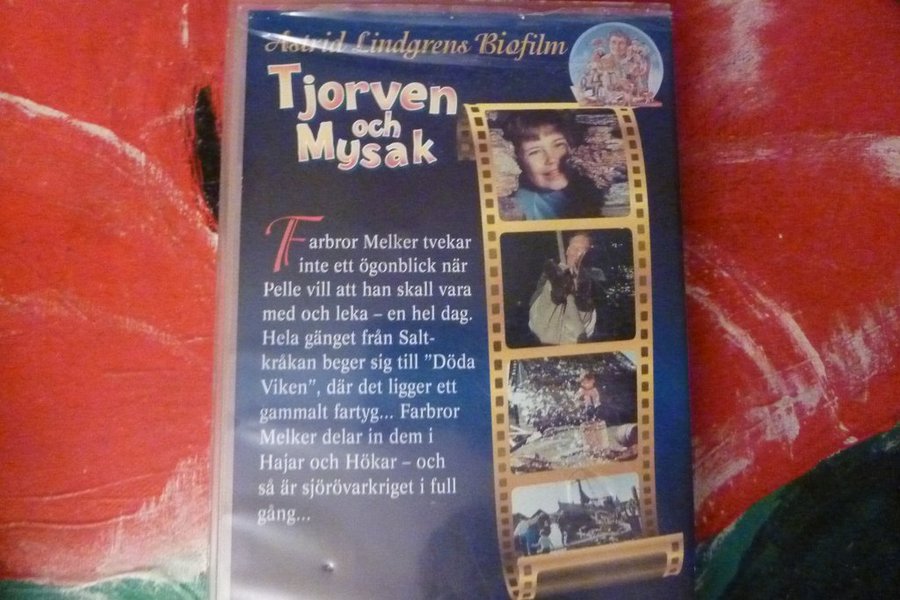 Astrid Lindgrens Biofilm
Tjorven
och
Mysak
Farbror Melker tvekar
inte ett ögonblick när
Pelle vill att han skall vara
med och leka – en hel dag.
Hela gänget från Salt-
kråkan beger sig till ”Döda
Viken”, där det ligger ett
gammalt fartyg... Farbror
Melker delar in dem i
Hajar och Hökar – och
så är sjörövarkriget i full
gång...